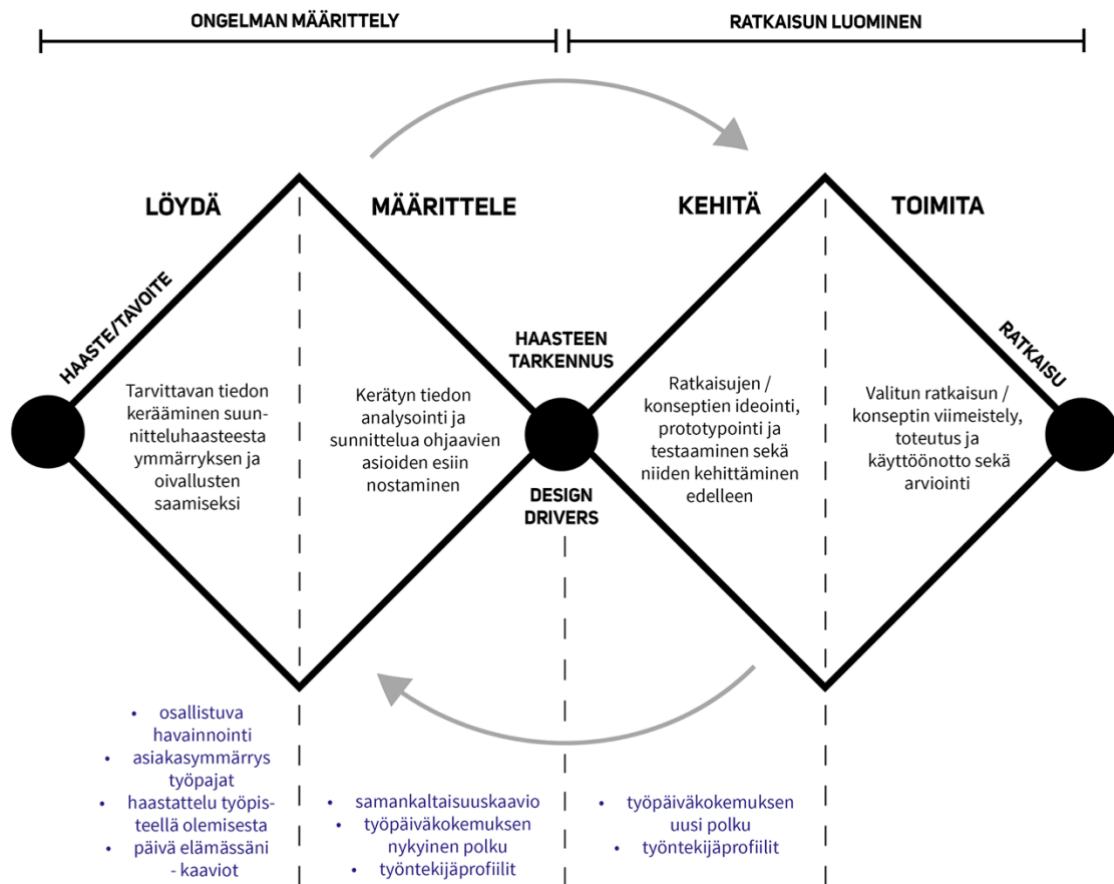 ONGELMAN MÄÄRITTELY
RATKAISUN LUOMINEN
LÖYDÄ
MÄÄRITTELE
KEHITÄ
TOIMITA
HAASTE/TAVOITE
Tarvittavan tiedon
kerääminen suun-
nitteluhaasteesta
ymmärryksen ja
oivallusten
saamiseksi
Kerätyn tiedon
analysointi ja
sunnittelua ohjaavien
asioiden esiin
nostaminen
HAASTEEN
TARKENNUS
DESIGN
DRIVERS
Ratkaisujen /
konseptien ideointi,
prototypointi ja
testaaminen sekä
niiden kehittäminen
edelleen
Valitun ratkaisun /
konseptin viimeistely,
toteutus ja
käyttöönotto sekä
arviointi
RATKAISU
• osallistuva
havainnointi
• asiakasymmärrys
työpajat
• haastattelu työpis-
teellä olemisesta
• päivä elämässäni
- kaaviot
• samankaltaisuuskaavio
• työpäiväkokemuksen
nykyinen polku
• työntekijäprofiilit
• työpäiväkokemuksen
uusi polku
• työntekijäprofiilit